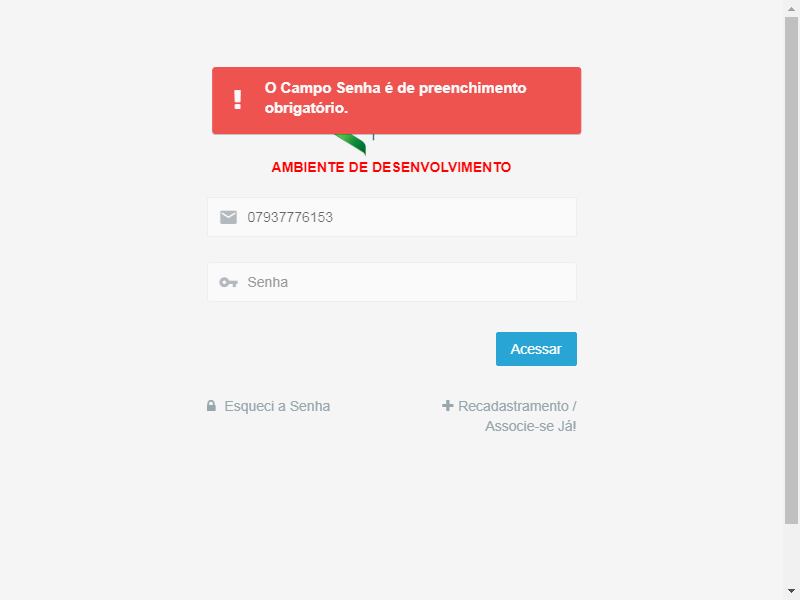 O Campo Senha é de preenchimento
obrigatório.
AMBIENTE DE DESENVOLVIMENTO
07937776153
Senha
Acessar
Esqueci a Senha
Recadastramento /
Associe-se Já!